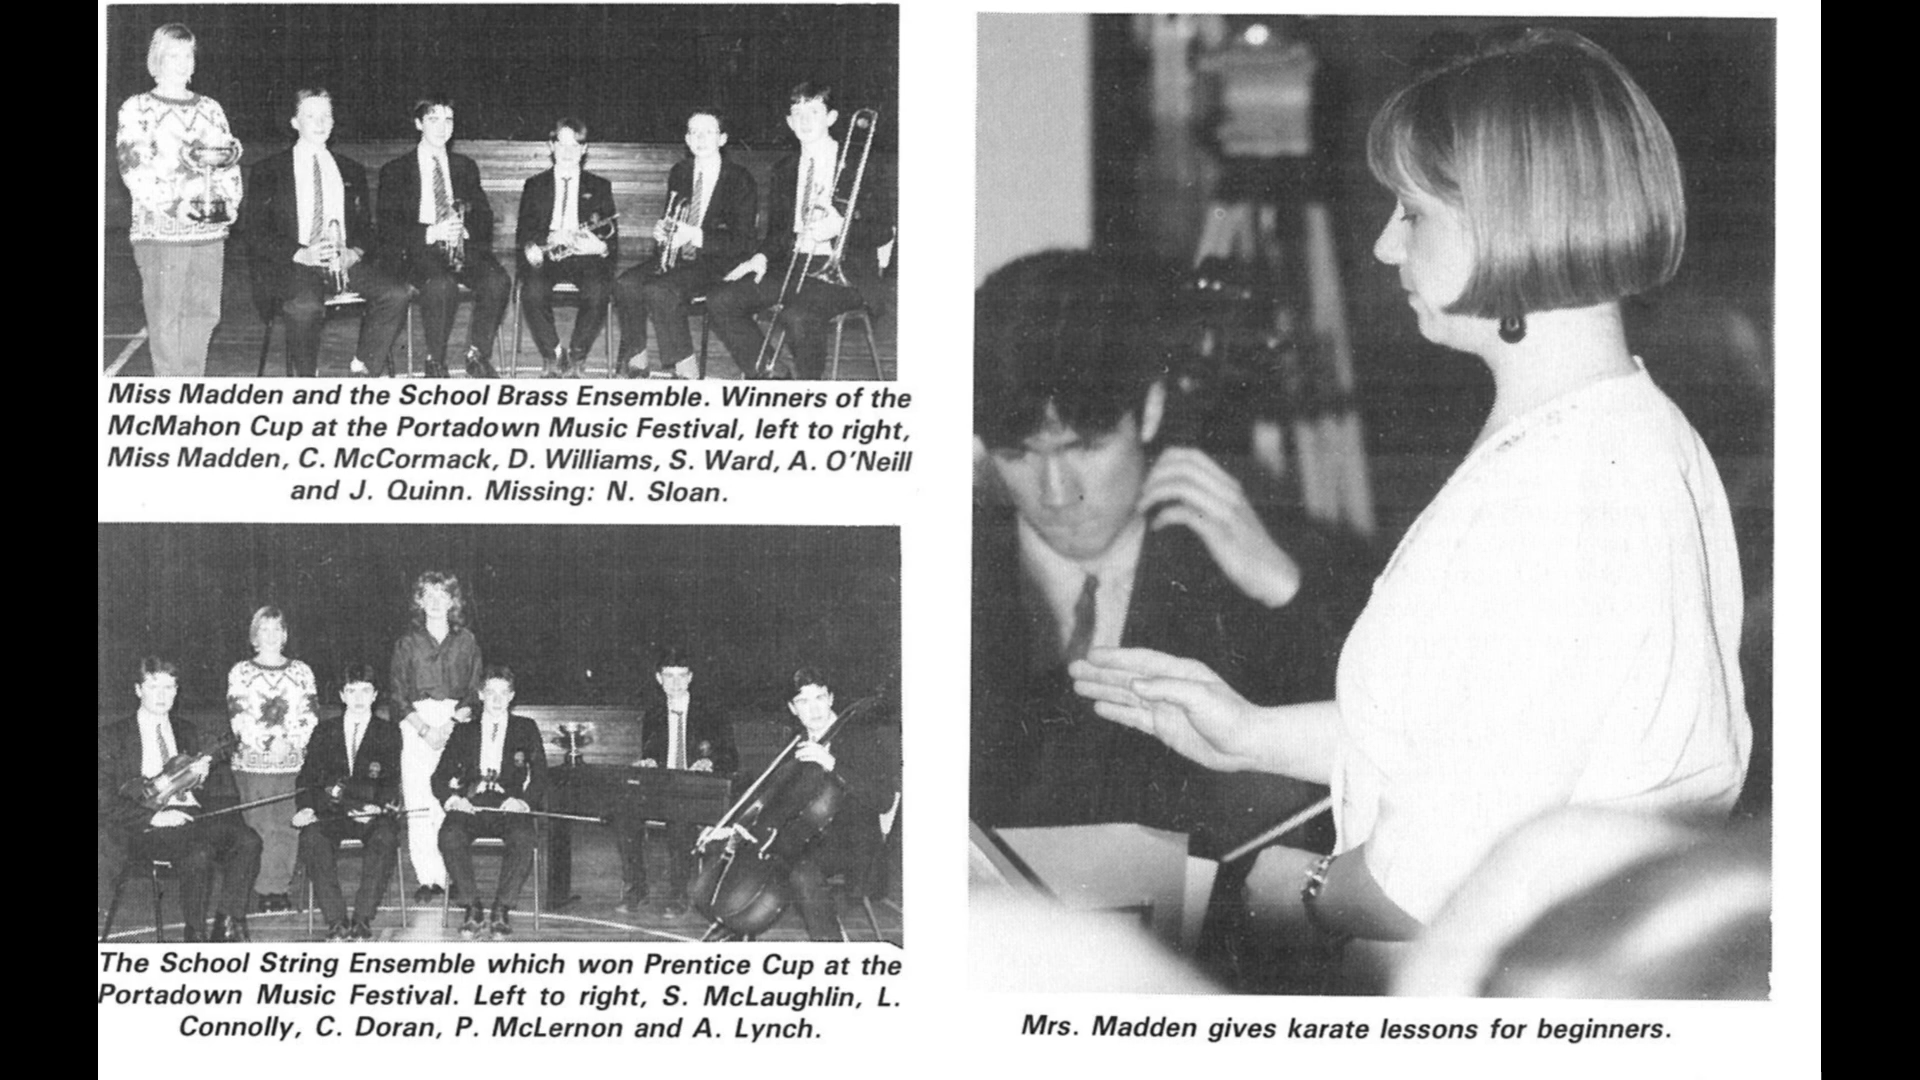 Miss Madden and the School Brass Ensemble. Winners of the
McMahon Cup at the Portadown Music Festival, left to right,
Miss Madden, C. McCormack, D. Williams, S. Ward, A. O'Neill
and J. Quinn. Missing: N. Sloan.
The School String Ensemble which won Prentice Cup at the
Portadown Music Festival. Left to right, S. McLaughlin, L.
Connolly, C. Doran, P. McLernon and A. Lynch.
Mrs. Madden gives karate lessons for beginners.